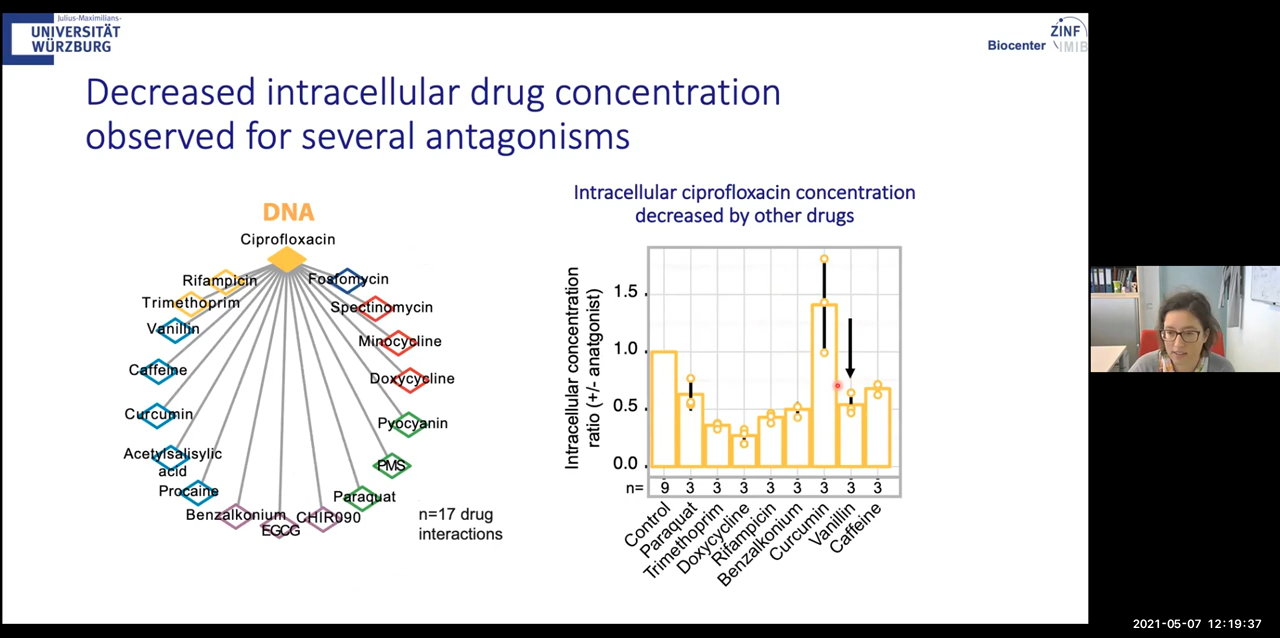 Julius-Maximilians-
UNIVERSITÄT
WÜRZBURG
ZINF
Biocenter
IMIB
Decreased intracellular drug concentration
observed for several antagonisms
DNA
Ciprofloxacin
Rifampicin
Fosfomycin
Trimethoprim
Spectinomycin
Vanillin
Minocycline
Caffeine
Doxycycline
Curcumin
Pyocyanin
Acetylsalisylic
acid
PMS
Procaine
Paraquat
Benzalkonium
CHIR090
EGCG
n=17 drug
interactions
Intracellular ciprofloxacin concentration
decreased by other drugs
Intracellular concentration
ratio (+/- anatgonist)
1.5
1.0
0.5
0.0
n= 9 3 3 3 3 3 3 3 3
Control
Paraquat
Trimethoprim
Doxycycline
Rifampicin
Benzalkonium
Curcumin
Vanillin
Caffeine
2021-05-07 12:19:37